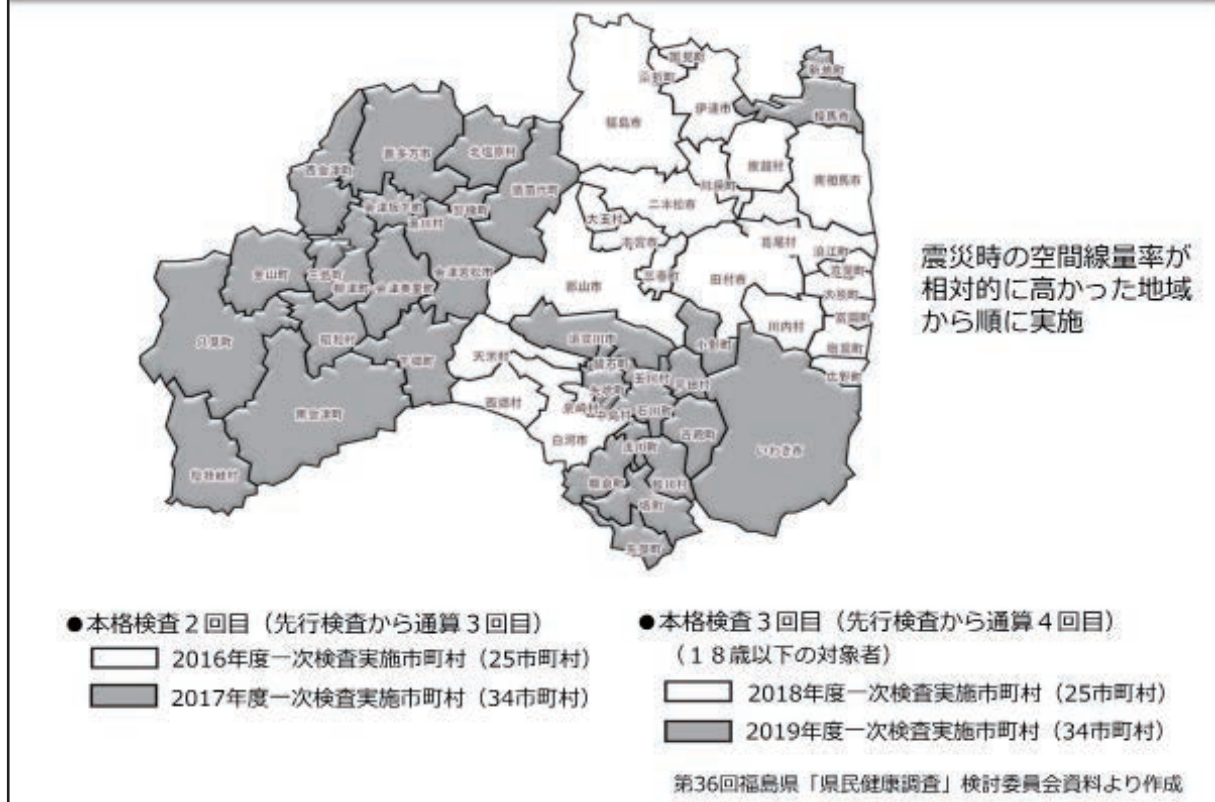 国見町
桑折町
新地町
相馬市
伊達市
福島市
飯舘村
南相馬市
川俣町
喜多方市
北塩原村
西会津町
猪苗代町
二本松市
会津坂下町
磐梯町
湯川村
大玉村
本宮市
葛尾村
浪江町
双葉町
三春町
田村市
大熊町
富岡町
金山町
三島町
柳津町
会津美里町
会津若松市
郡山市
川内村
楢葉町
広野町
只見町
昭和村
下郷町
須賀川市
小野町
天栄村
鏡石町
玉川村
平田村
矢吹町
南会津町
西郷村
泉崎村
中島村
石川町
古殿町
白河市
浅川町
いわき市
檜枝岐村
棚倉町
鮫川村
塙町
矢祭町
震災時の空間線量率が
相対的に高かった地域
から順に実施
●本格検査2回目(先行検査から通算3回目)
2016年度一次検査実施市町村(25市町村)
2017年度一次検査実施市町村(34市町村)
●本格検査3回目(先行検査から通算4回目)
(18歳以下の対象者)
2018年度一次検査実施市町村(25市町村)
2019年度一次検査実施市町村(34市町村)
第36回福島県「県民健康調査」検討委員会資料より作成